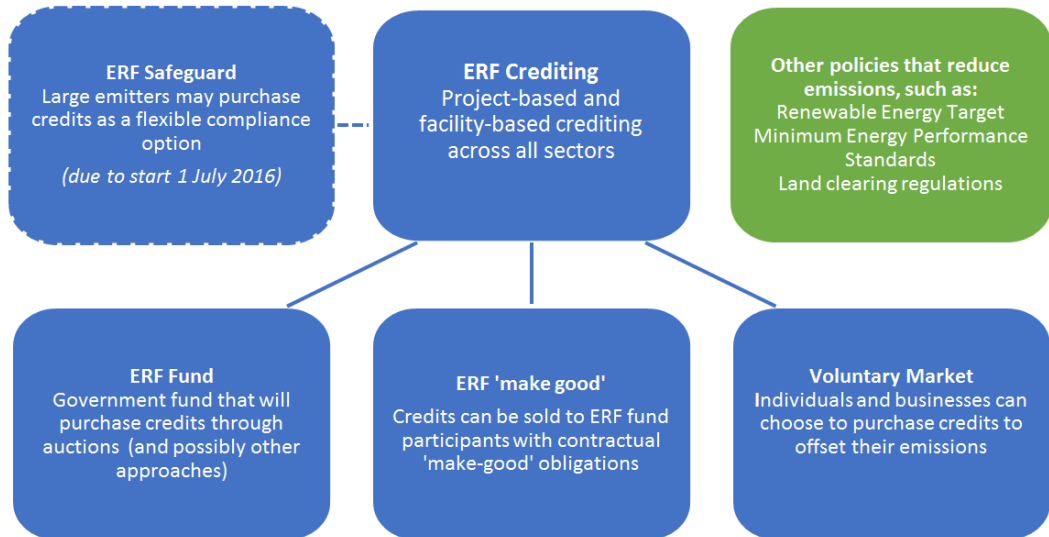 ERF Safeguard
Large emitters may purchase
credits as a flexible compliance
option
(due to start 1 July 2016)
ERF Crediting
Project-based and
facility-based crediting
across all sectors
Other policies that reduce
emissions, such as:
Renewable Energy Target
Minimum Energy Performance
Standards
Land clearing regulations
ERF Fund
Government fund that will
purchase credits through
auctions (and possibly other
approaches)
ERF 'make good'
Credits can be sold to ERF fund
participants with contractual
'make-good' obligations
Voluntary Market
Individuals and businesses can
choose to purchase credits to
offset their emissions